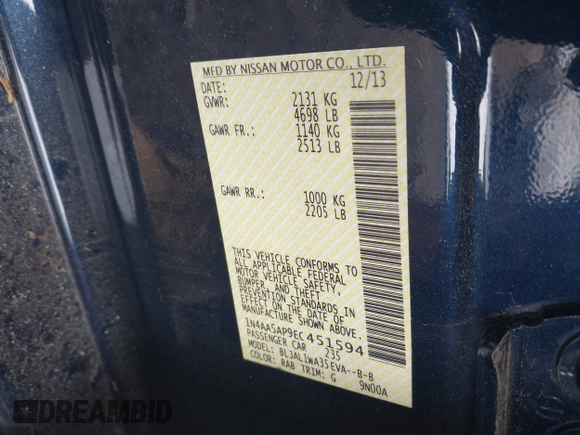 MFD BY NISSAN MOTOR CO., LTD.
DATE: 12/13
GVWR: 2131 KG
4698 LB
GAWR FR.: 1140 KG
2513 LB
GAWR RR.: 1000 KG
2205 LB
THIS VEHICLE CONFORMS TO
ALL APPLICABLE FEDERAL
MOTOR VEHICLE SAFETY,
BUMPER, AND THEFT
PREVENTION STANDARDS IN
EFFECT ON THE DATE OF
MANUFACTURE SHOWN ABOVE.
1N4AA5AP9EC451594
PASSENGER CAR 235
MODEL: BLJAL1WA35EVA--B-B
COLOR: RAB TRIM: G 9N00A
DREAMBID